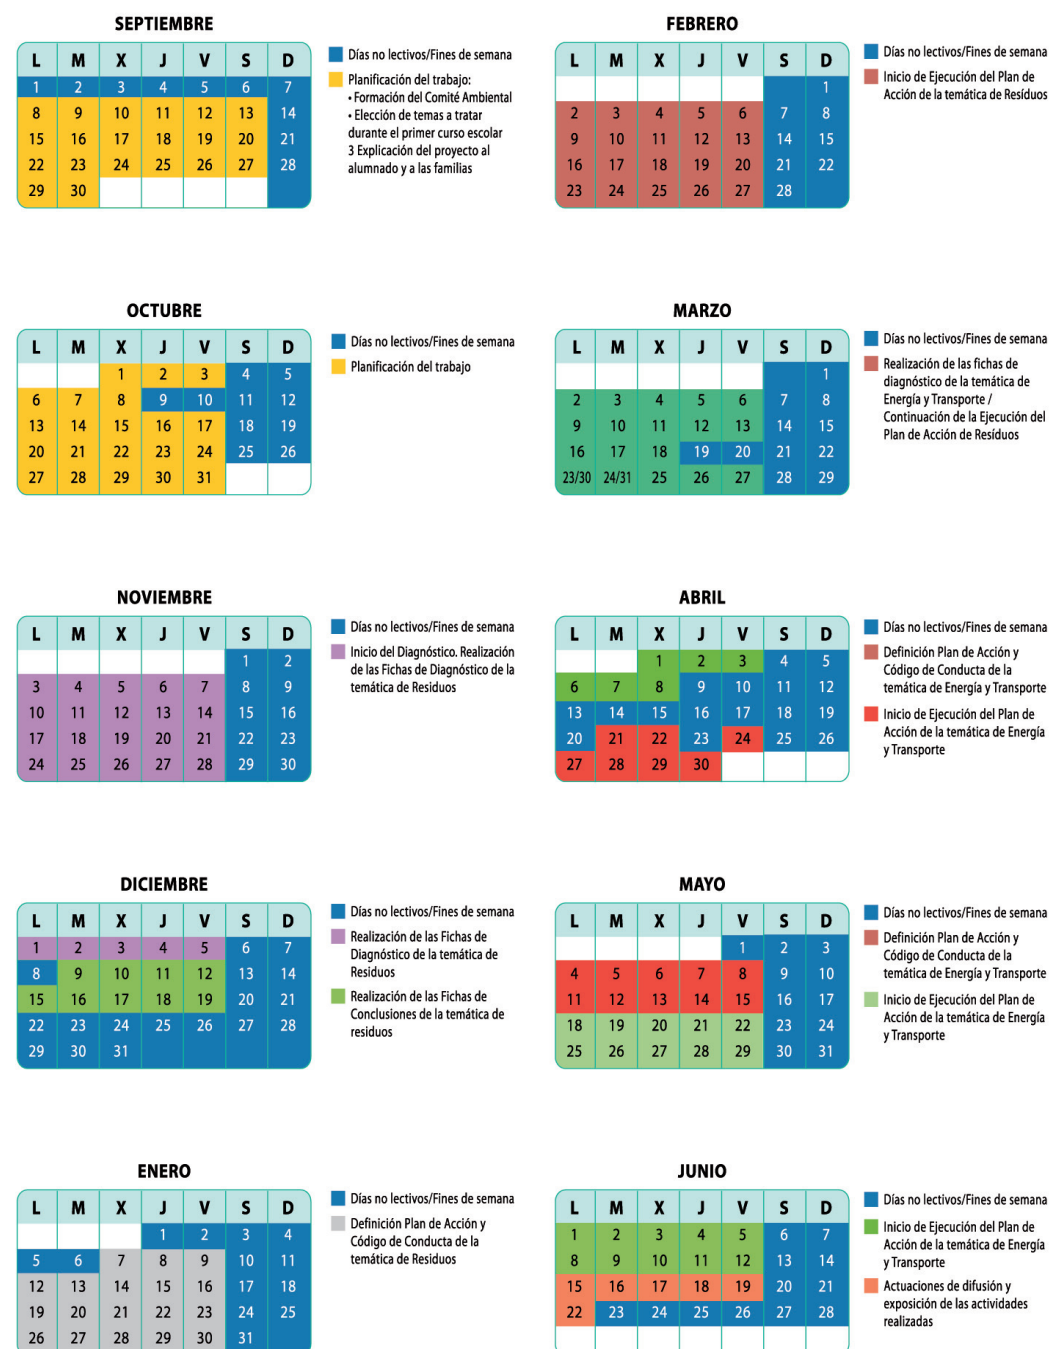 SEPTIEMBRE
L M X J V S D
1 2 3 4 5 6 7
8 9 10 11 12 13 14
15 16 17 18 19 20 21
22 23 24 25 26 27 28
29 30
Días no lectivos/Fines de semana
Planificación del trabajo:
• Formación del Comité Ambiental
• Elección de temas a tratar
durante el primer curso escolar
3 Explicación del proyecto al
alumnado y a las familias
FEBRERO
L M X J V S D
1
2 3 4 5 6 7 8
9 10 11 12 13 14 15
16 17 18 19 20 21 22
23 24 25 26 27 28
Días no lectivos/Fines de semana
Inicio de Ejecución del Plan de
Acción de la temática de Resíduos
OCTUBRE
L M X J V S D
1 2 3 4 5
6 7 8 9 10 11 12
13 14 15 16 17 18 19
20 21 22 23 24 25 26
27 28 29 30 31
Días no lectivos/Fines de semana
Planificación del trabajo
MARZO
L M X J V S D
1
2 3 4 5 6 7 8
9 10 11 12 13 14 15
16 17 18 19 20 21 22
23/30 24/31 25 26 27 28 29
Días no lectivos/Fines de semana
Realización de las fichas de
diagnóstico de la temática de
Energía y Transporte /
Continuación de la Ejecución del
Plan de Acción de Resíduos
NOVIEMBRE
L M X J V S D
1 2
3 4 5 6 7 8 9
10 11 12 13 14 15 16
17 18 19 20 21 22 23
24 25 26 27 28 29 30
Días no lectivos/Fines de semana
Inicio del Diagnóstico. Realización
de las Fichas de Diagnóstico de la
temática de Residuos
ABRIL
L M X J V S D
1 2 3 4 5
6 7 8 9 10 11 12
13 14 15 16 17 18 19
20 21 22 23 24 25 26
27 28 29 30
Días no lectivos/Fines de semana
Definición Plan de Acción y
Código de Conducta de la
temática de Energía y Transporte
Inicio de Ejecución del Plan de
Acción de la temática de Energía
y Transporte
DICIEMBRE
L M X J V S D
1 2 3 4 5 6 7
8 9 10 11 12 13 14
15 16 17 18 19 20 21
22 23 24 25 26 27 28
29 30 31
Días no lectivos/Fines de semana
Realización de las Fichas de
Diagnóstico de la temática de
Residuos
Realización de las Fichas de
Conclusiones de la temática de
residuos
MAYO
L M X J V S D
1 2 3
4 5 6 7 8 9 10
11 12 13 14 15 16 17
18 19 20 21 22 23 24
25 26 27 28 29 30 31
Días no lectivos/Fines de semana
Definición Plan de Acción y
Código de Conducta de la
temática de Energía y Transporte
Inicio de Ejecución del Plan de
Acción de la temática de Energía
y Transporte
ENERO
L M X J V S D
1 2 3 4
5 6 7 8 9 10 11
12 13 14 15 16 17 18
19 20 21 22 23 24 25
26 27 28 29 30 31
Días no lectivos/Fines de semana
Definición Plan de Acción y
Código de Conducta de la
temática de Residuos
JUNIO
L M X J V S D
1 2 3 4 5 6 7
8 9 10 11 12 13 14
15 16 17 18 19 20 21
22 23 24 25 26 27 28
Días no lectivos/Fines de semana
Inicio de Ejecución del Plan de
Acción de la temática de Energía
y Transporte
Actuaciones de difusión y
exposición de las actividades
realizadas